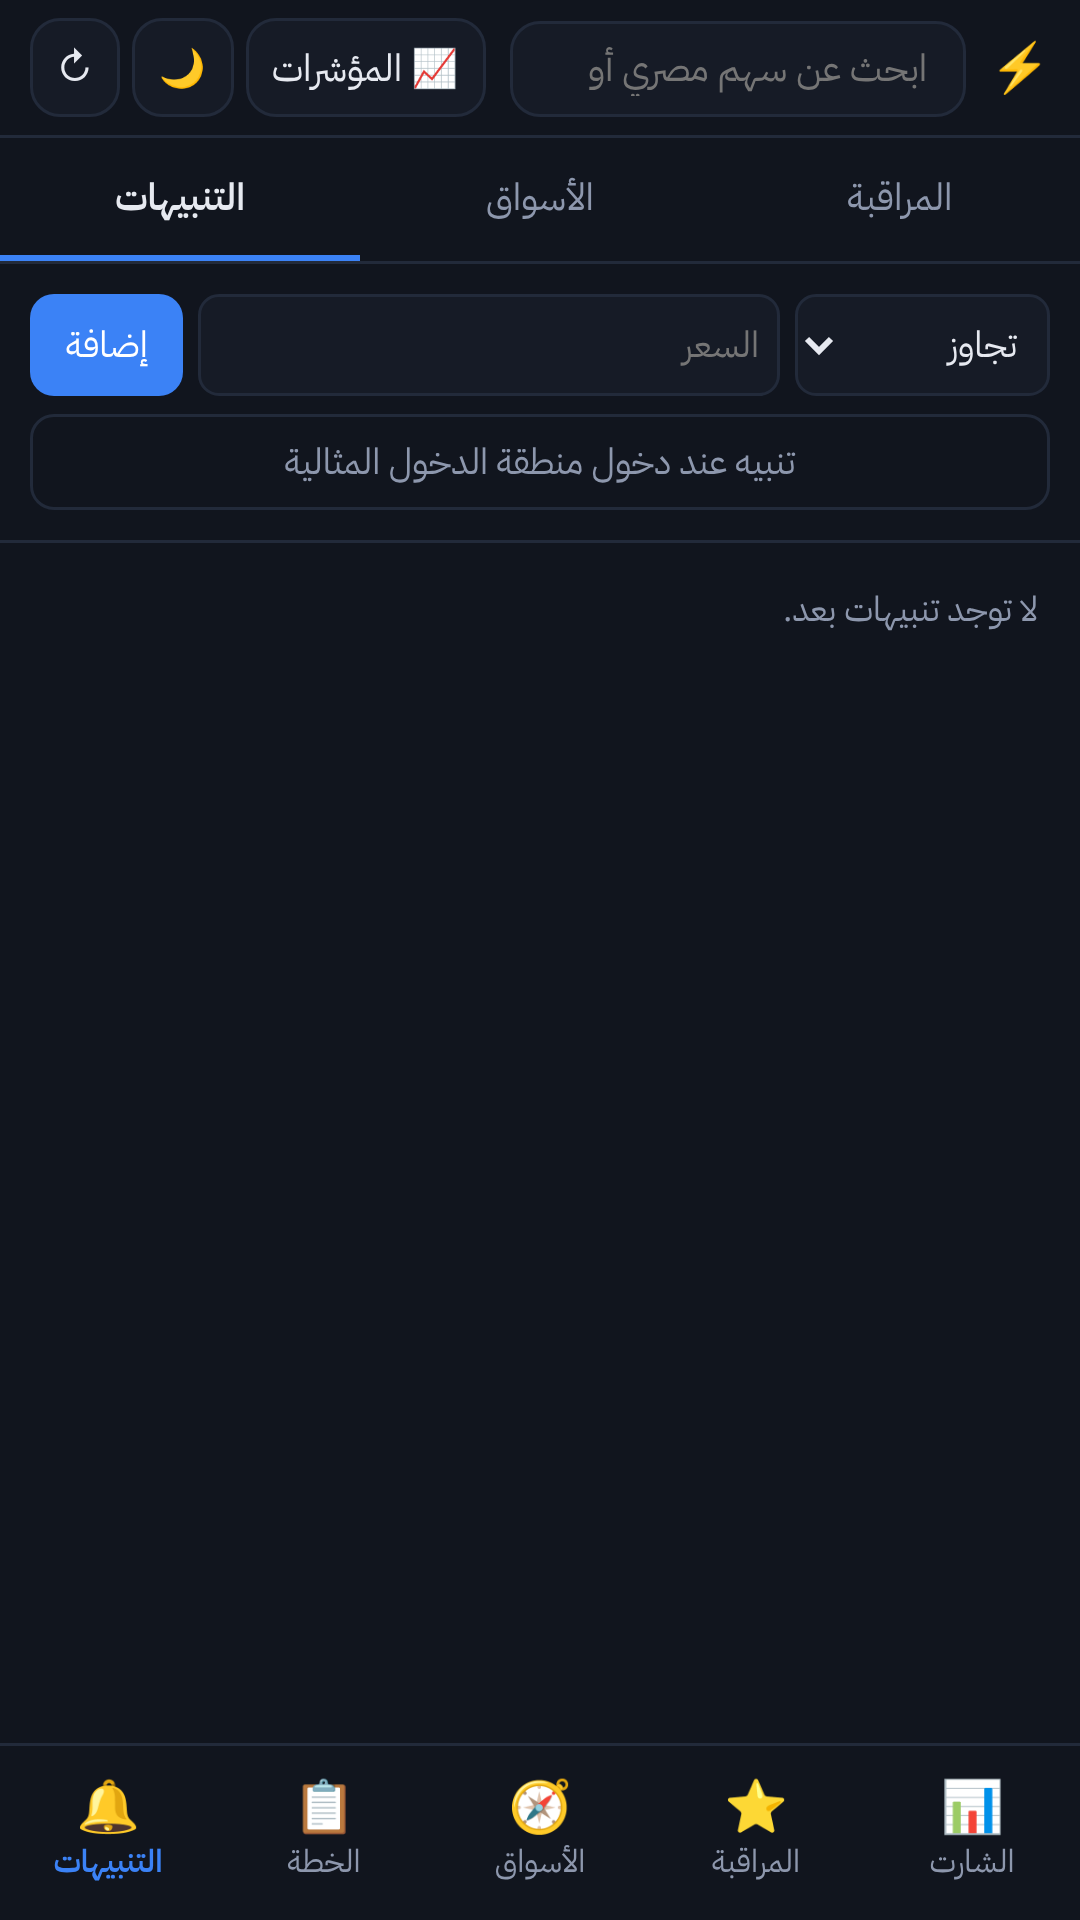 ابحث عن سهم مصري أو
المؤشرات
المراقبة
الأسواق
التنبيهات
تجاوز
السعر
إضافة
تنبيه عند دخول منطقة الدخول المثالية
لا توجد تنبيهات بعد.
الشارت
المراقبة
الأسواق
الخطة
التنبيهات